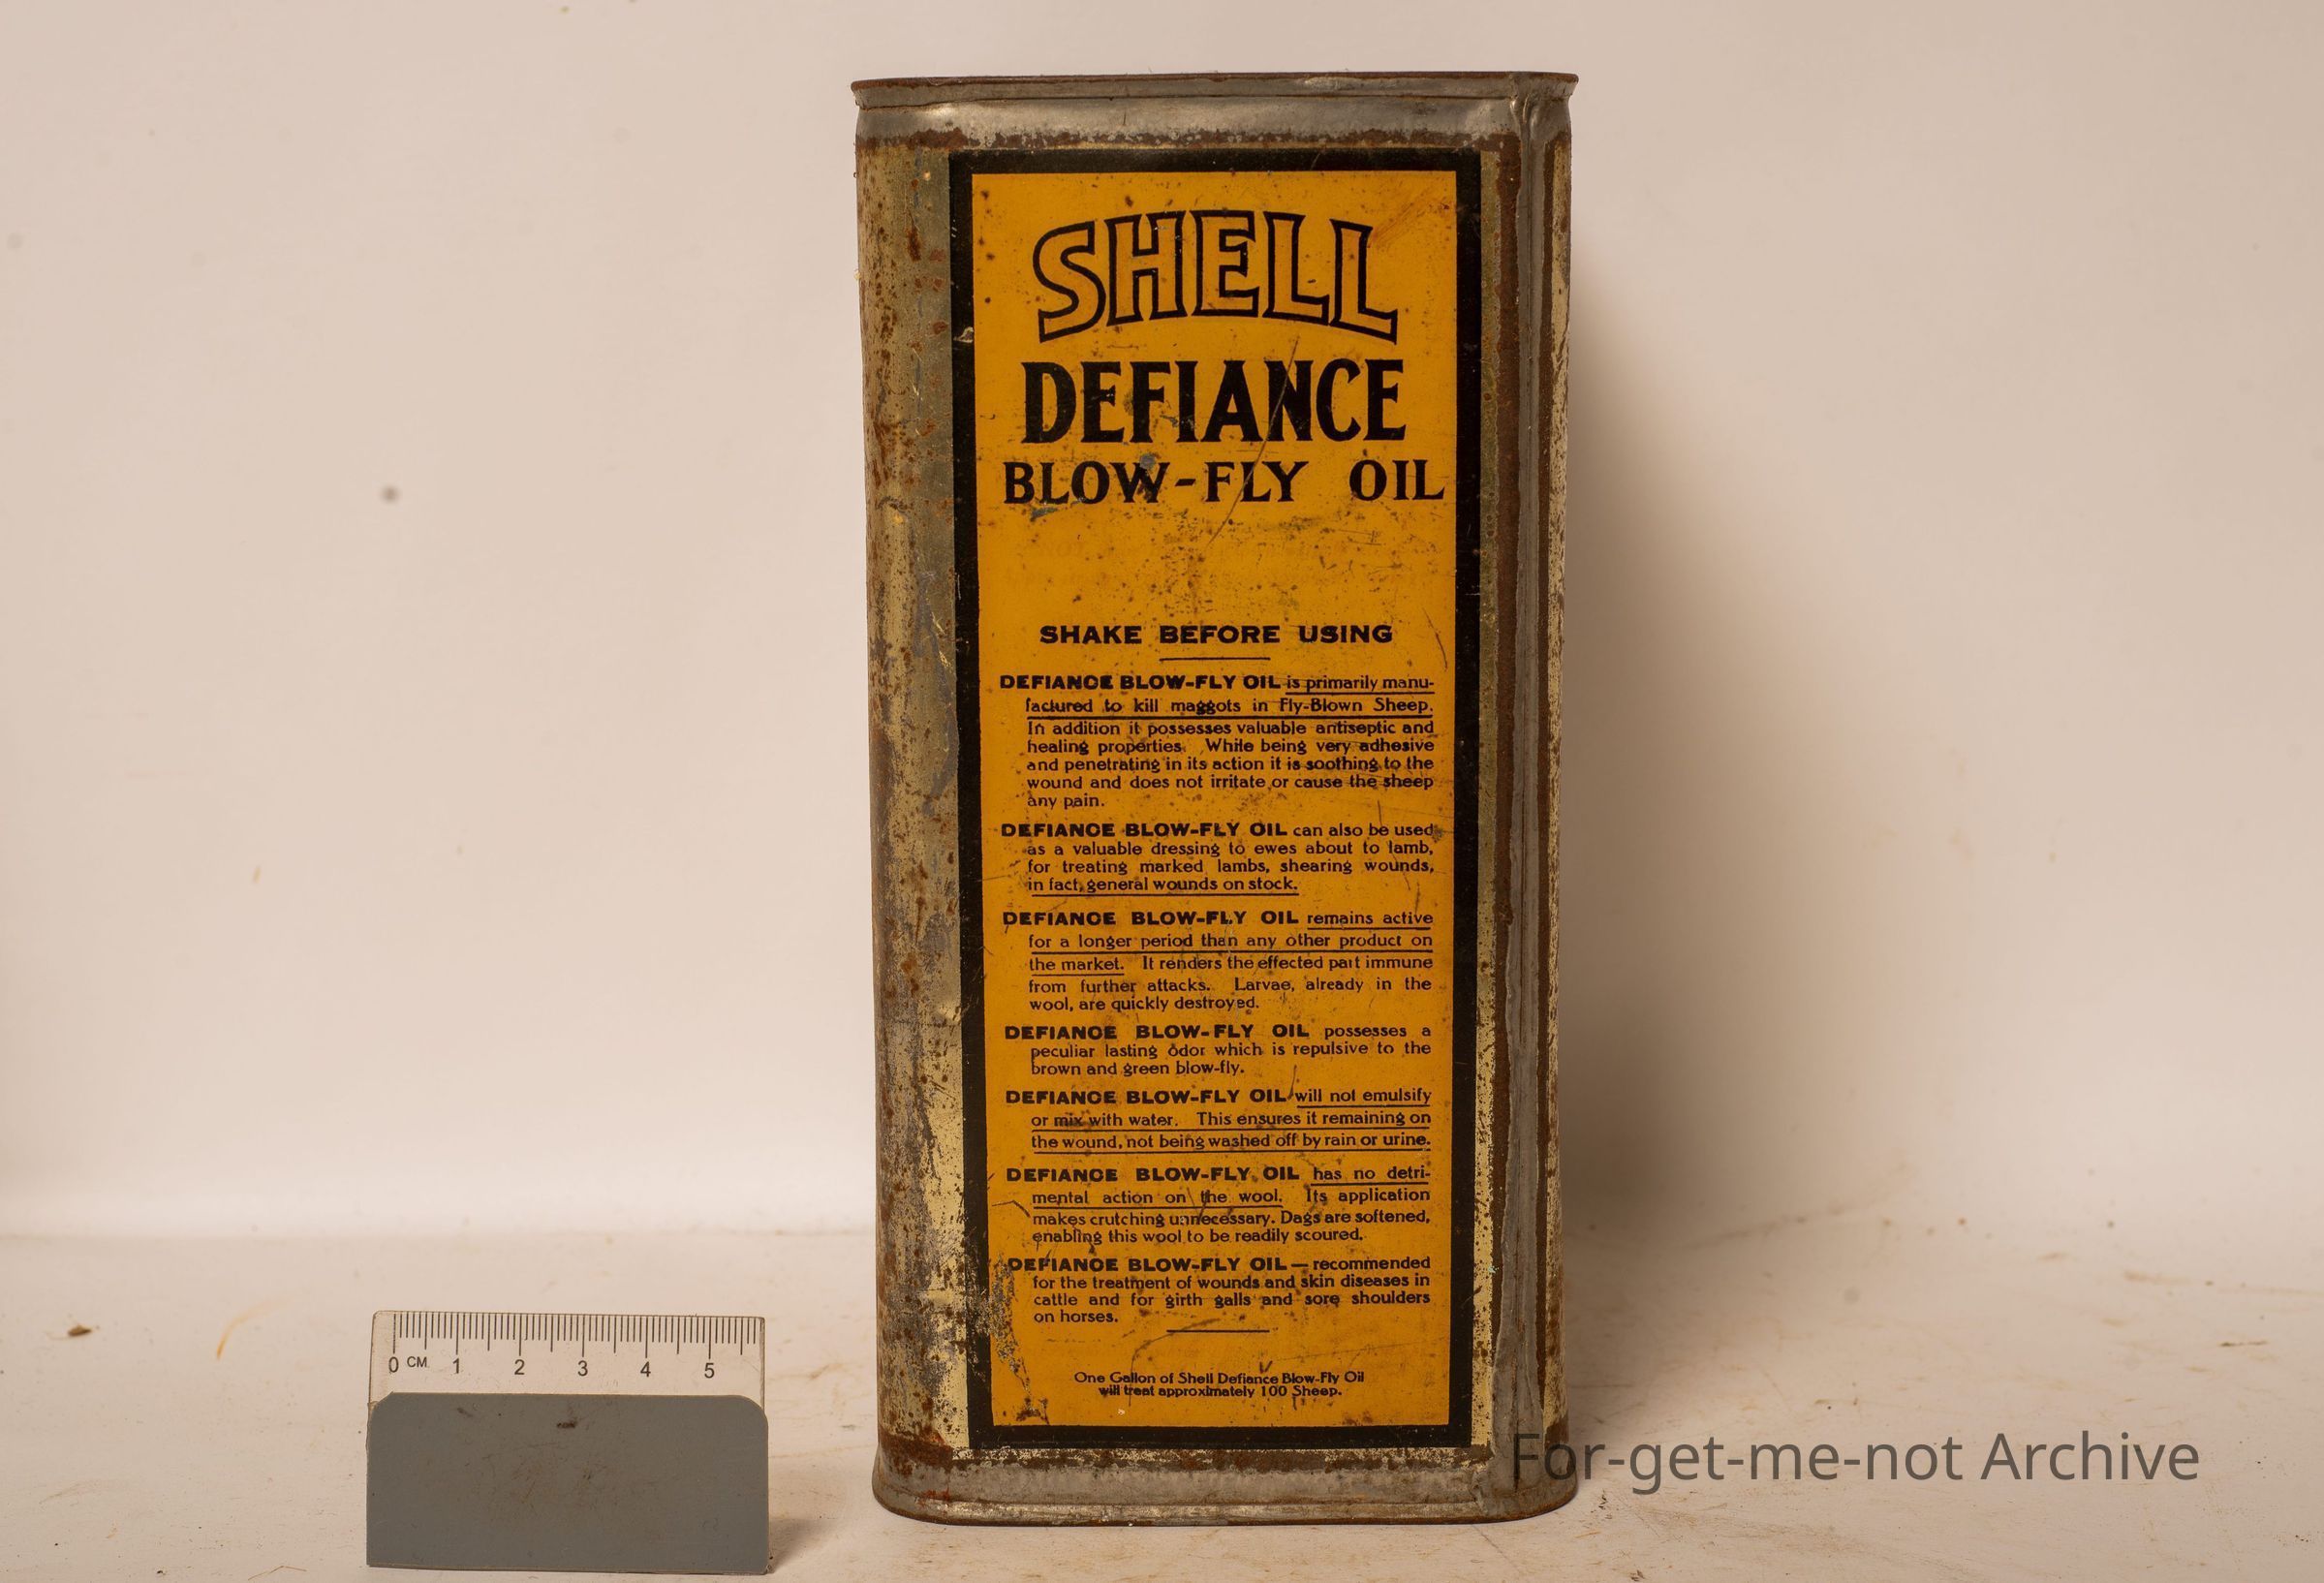 SHELL
DEFIANCE
BLOW-FLY OIL
SHAKE BEFORE USING
DEFIANCE BLOW-FLY OIL is primarily manu-
factured to kill maggots in Fly-Blown Sheep.
In addition it possesses valuable antiseptic and
healing properties. While being very adhesive
and penetrating in its action it is soothing to the
wound and does not irritate or cause the sheep
any pain.
DEFIANCE BLOW-FLY OIL can also be used
as a valuable dressing to ewes about to lamb,
for treating marked lambs, shearing wounds,
in fact, general wounds on stock.
DEFIANCE BLOW-FLY OIL remains active
for a longer period than any other product on
the market. It renders the effected part immune
from further attacks. Larvae, already in the
wool, are quickly destroyed.
DEFIANCE BLOW-FLY OIL possesses a
peculiar lasting odor which is repulsive to the
brown and green blow-fly.
DEFIANCE BLOW-FLY OIL will not emulsify
or mix with water. This ensures it remaining on
the wound, not being washed off by rain or urine.
DEFIANCE BLOW-FLY OIL has no detri-
mental action on the wool. Its application
makes crutching unnecessary. Dags are softened,
enabling this wool to be readily scoured.
DEFIANCE BLOW-FLY OIL — recommended
for the treatment of wounds and skin diseases in
cattle and for girth galls and sore shoulders
on horses.
One Gallon of Shell Defiance Blow-Fly Oil
will treat approximately 100 Sheep.
0 CM 1 2 3 4 5
For-get-me-not Archive